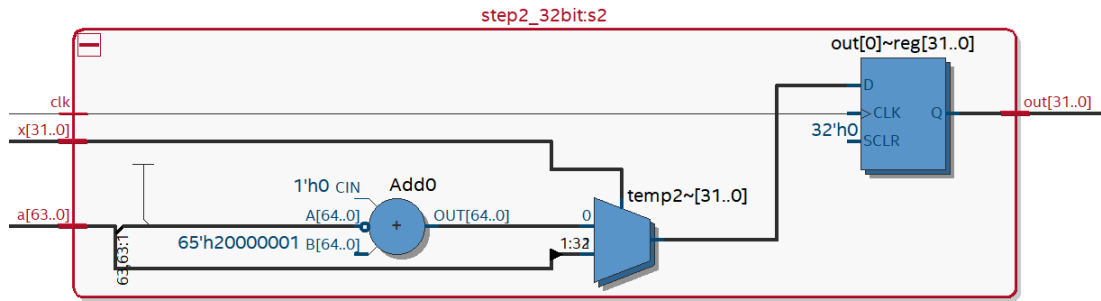 step2_32bit:s2
out[0]~reg[31..0]
clk
D
x[31..0]
>CLK
Q
out[31..0]
32'h0
SCLR
1'h0 CIN
Add0
temp2~[31..0]
a[63..0]
A[64..0]
+
OUT[64..0]
0
65'h20000001 B[64..0]
63,63:1
1:32